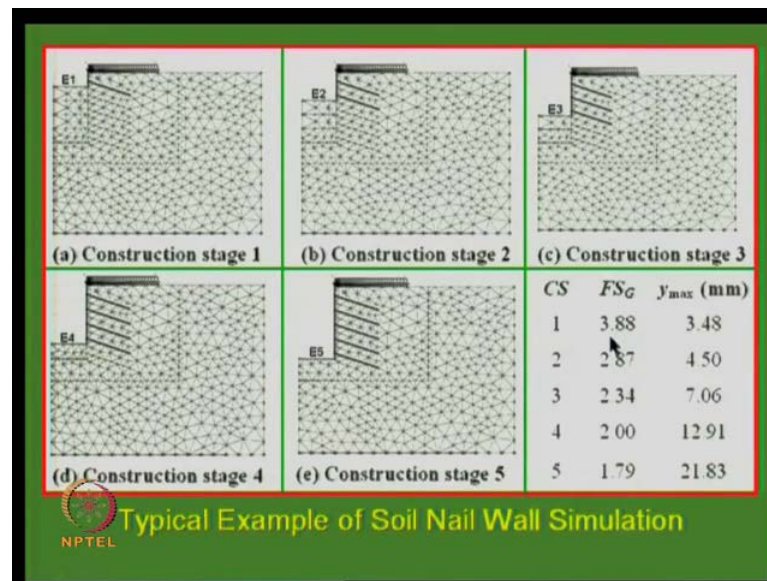 E1
(a) Construction stage 1
E2
(b) Construction stage 2
E3
(c) Construction stage 3
E4
(d) Construction stage 4
E5
(e) Construction stage 5
CS FSG ymax (mm)
1 3.88 3.48
2 2 87 4 50
3 2 34 7.06
4 2 00 12 91
5 1.79 21.83
NPTEL
Typical Example of Soil Nail Wall Simulation